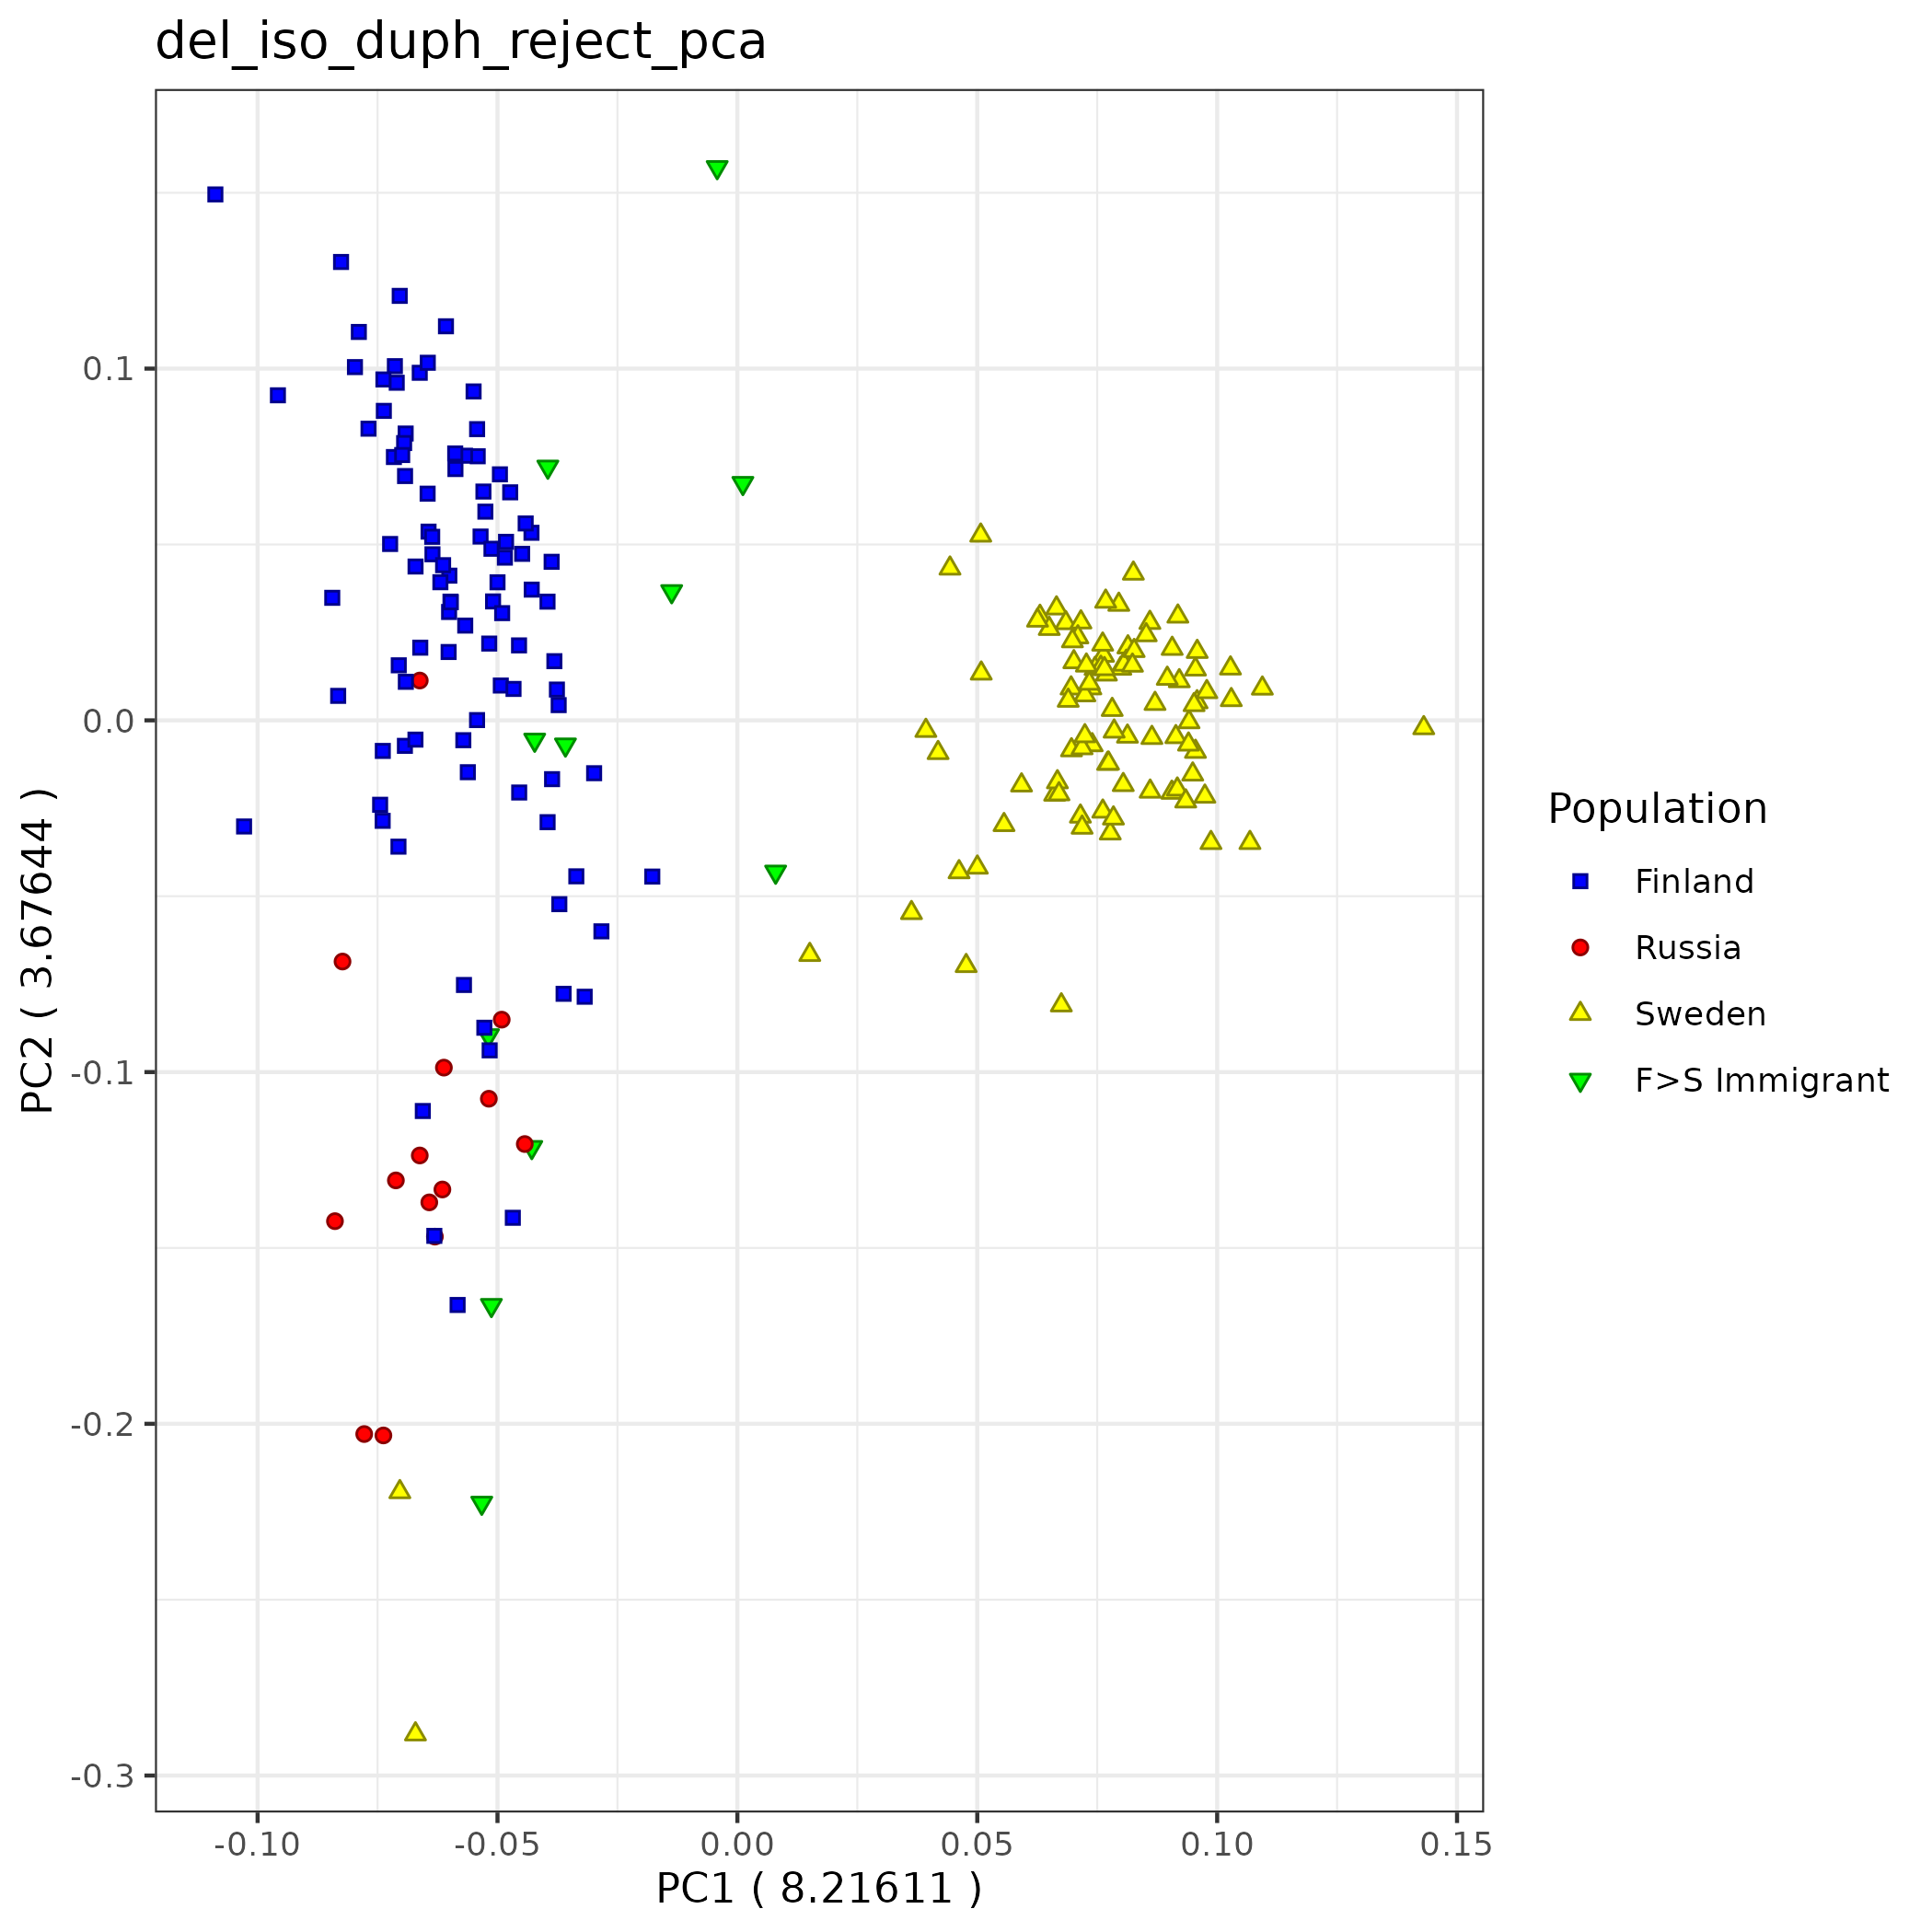 del_iso_duph_reject_pca
0.1
0.0
-0.1
-0.2
-0.3
PC2 ( 3.67644 )
-0.10 -0.05 0.00 0.05 0.10 0.15
PC1 ( 8.21611 )
Population
Finland
Russia
Sweden
F>S Immigrant